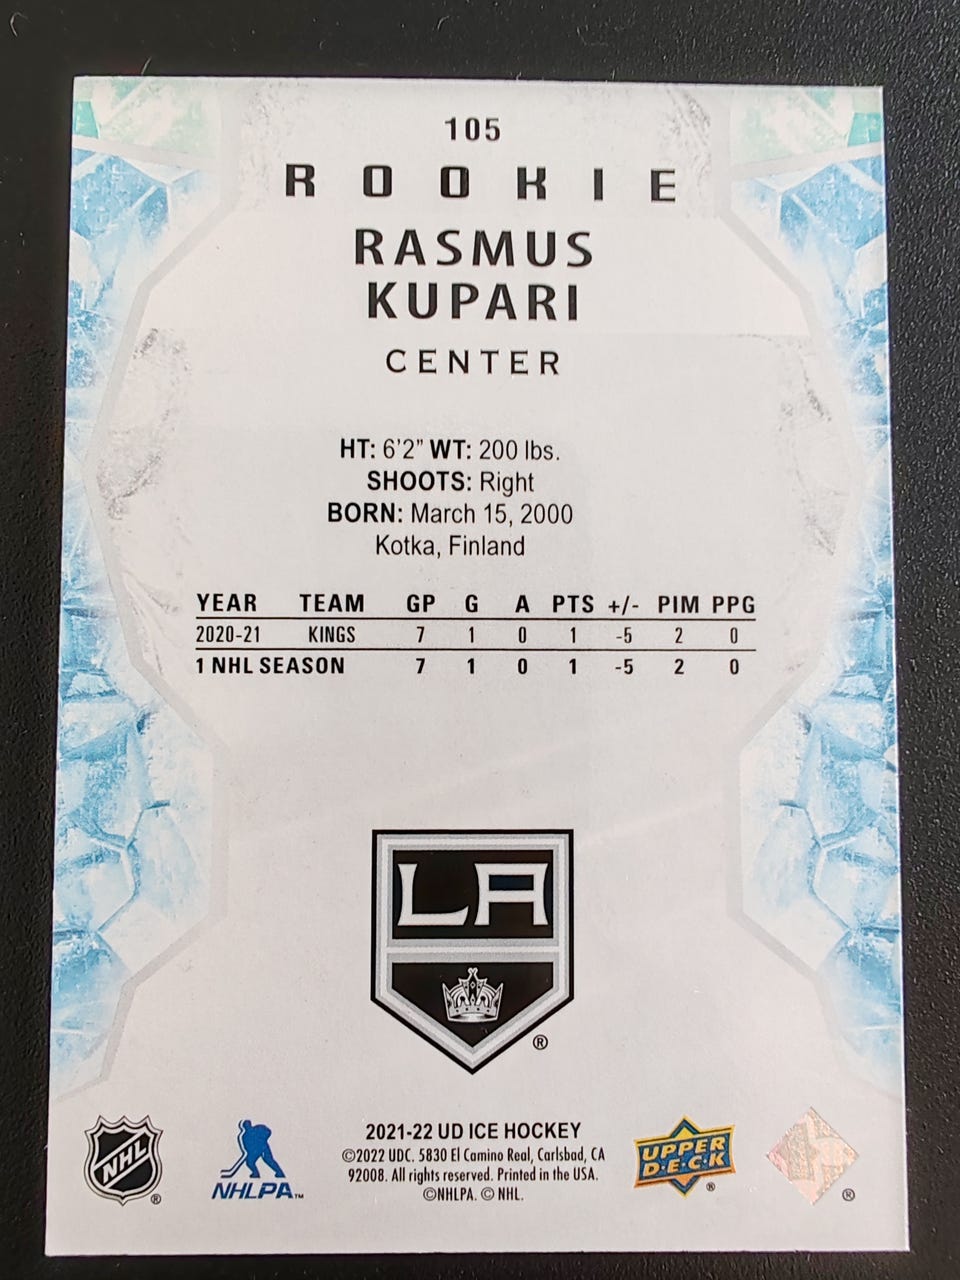 105
ROOKIE
RASMUS
KUPARI
CENTER
HT: 6'2" WT: 200 lbs.
SHOOTS: Right
BORN: March 15, 2000
Kotka, Finland
YEAR TEAM GP G A PTS +/- PIM PPG
2020-21 KINGS 7 1 0 1 -5 2 0
1 NHL SEASON 7 1 0 1 -5 2 0
LA
®
2021-22 UD ICE HOCKEY
©2022 UDC. 5830 El Camino Real, Carlsbad, CA
92008. All rights reserved. Printed in the USA.
©NHLPA. © NHL.
NHL ®
NHLPA™
UPPER
DECK ®
®